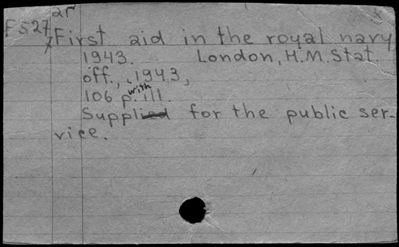 ar
F527
First aid in the royal navy
1943. London, H.M. Stat.
off., 1943,
106 p. with ill.
Supplied for the public ser-
vice.